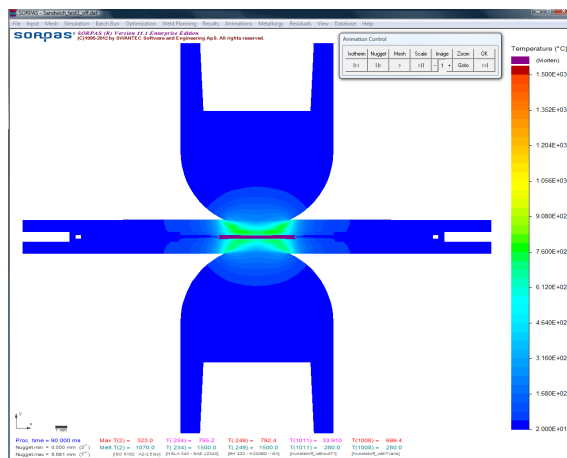 SORPAS - Sandwich_test1_off.dat
File Input Mesh Simulation Batch Run Optimization Weld Planning Results Animations Metallurgy Residuals View Database Help
SORPAS® SORPAS (R) Version 11.1 Enterprise Edition
(C)1995-2012 by SWANTEC Software and Engineering ApS. All rights reserved.
Animation Control
Isotherm Nugget Mesh Scale Image Zoom OK
|<< ||< > >|| - 1 + Goto >>|
Temperature (°C)
(Molten)
1.500E+03
1.352E+03
1.204E+03
1.056E+03
9.080E+02
7.600E+02
6.120E+02
4.640E+02
3.160E+02
1.680E+02
2.000E+01
y
x
1 mm
Proc. time = 90.000 ms Max.T(2) = 323.0 T(.234) = 795.2 T(.249) = 792.4 T(1011) = 33.910 T(1008) = 699.4
Nugget.min = 0.000 mm Melt.T(2) = 1070.0 T(.234) = 1500.0 T(.249) = 1500.0 T(1011) = 280.0 T(1008) = 280.0
Nugget.max = 6.681 mm